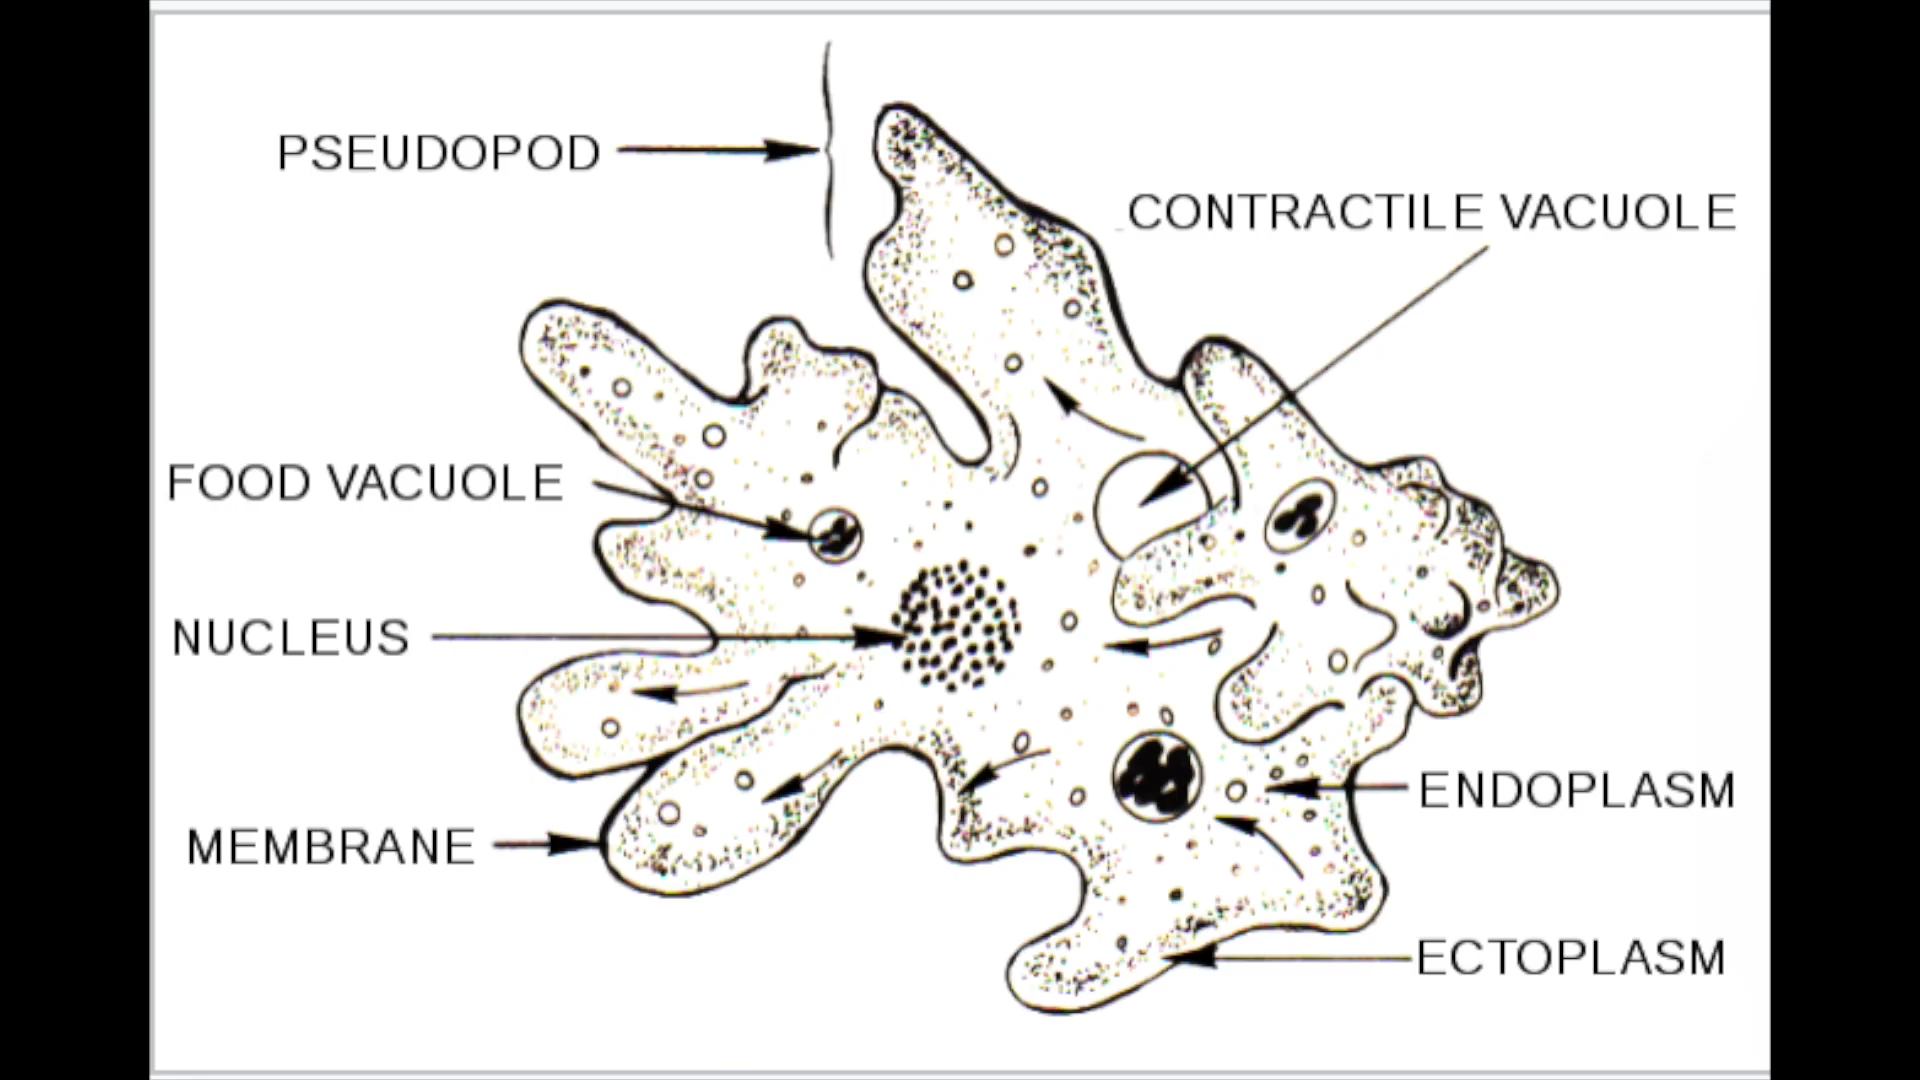 PSEUDOPOD
CONTRACTILE VACUOLE
FOOD VACUOLE
NUCLEUS
ENDOPLASM
MEMBRANE
ECTOPLASM